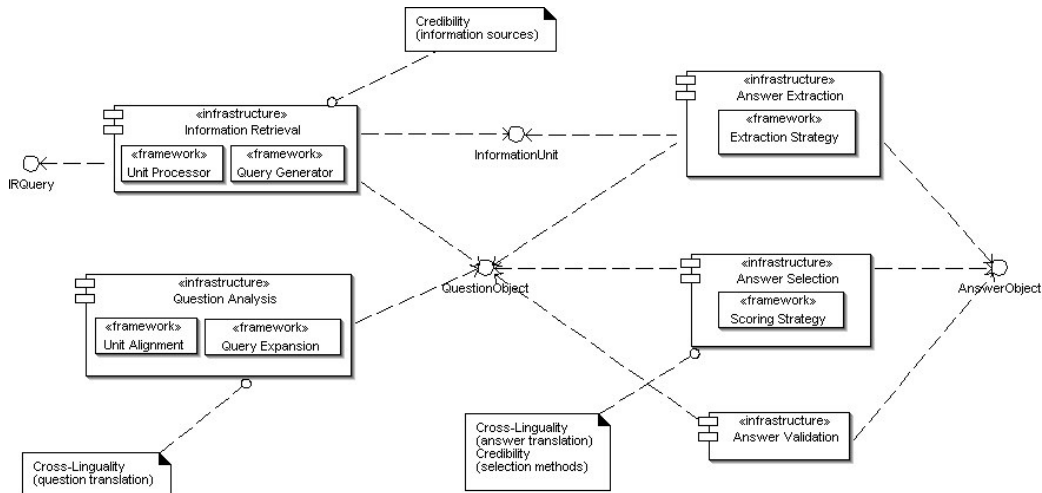 Credibility
(information sources)
«infrastructure»
Information Retrieval
«framework»
Unit Processor
«framework»
Query Generator
IRQuery
InformationUnit
«infrastructure»
Answer Extraction
«framework»
Extraction Strategy
«infrastructure»
Question Analysis
«framework»
Unit Alignment
«framework»
Query Expansion
QuestionObject
«infrastructure»
Answer Selection
«framework»
Scoring Strategy
AnswerObject
«infrastructure»
Answer Validation
Cross-Linguality
(answer translation)
Credibility
(selection methods)
Cross-Linguality
(question translation)